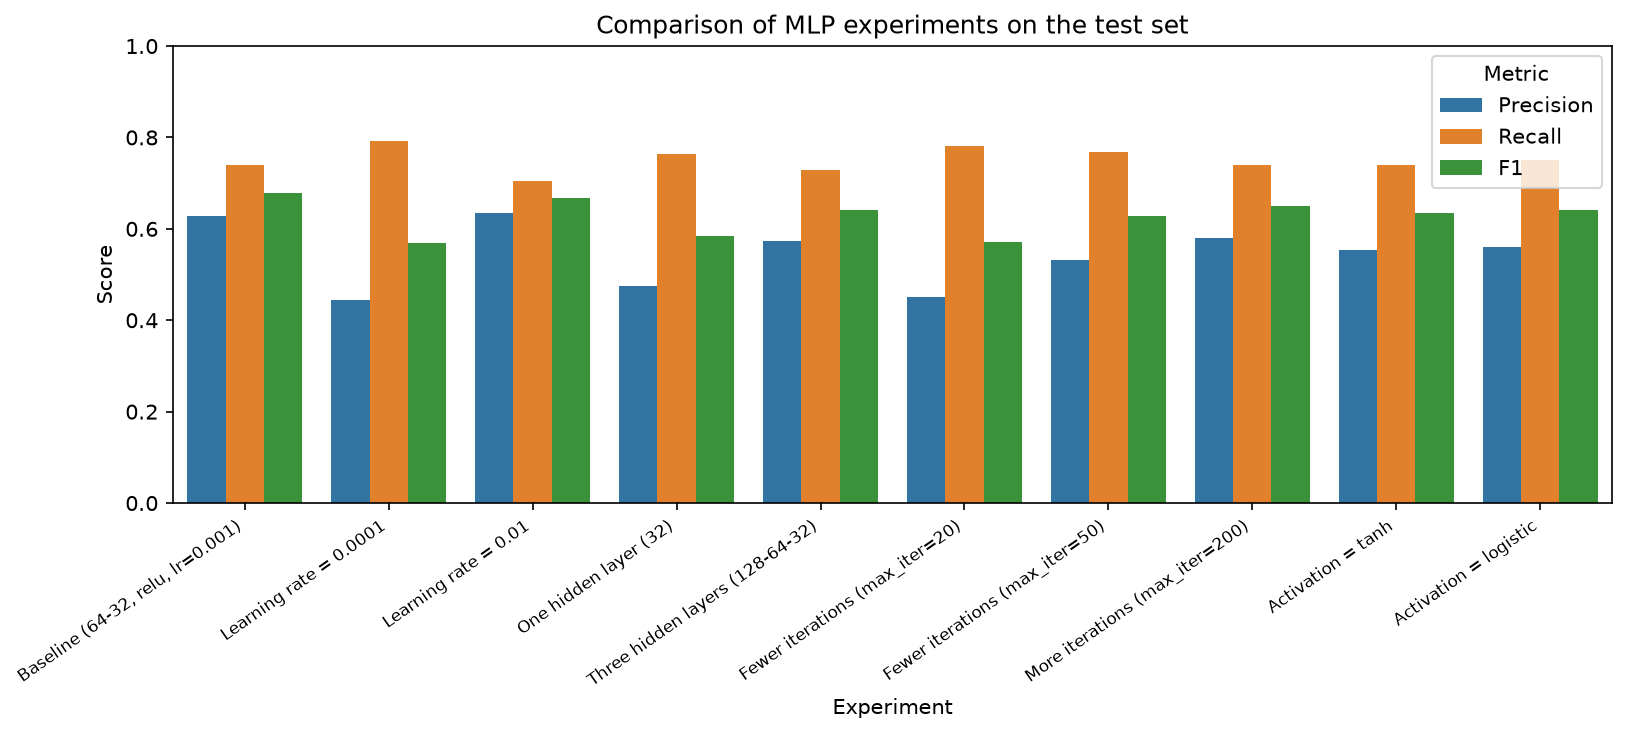 Comparison of MLP experiments on the test set
1.0
0.8
0.6
0.4
0.2
0.0
Score
Metric
Precision
Recall
F1
Baseline (64-32, relu, lr=0.001)
Learning rate = 0.0001
Learning rate = 0.01
One hidden layer (32)
Three hidden layers (128-64-32)
Fewer iterations (max_iter=20)
Fewer iterations (max_iter=50)
More iterations (max_iter=200)
Activation = tanh
Activation = logistic
Experiment